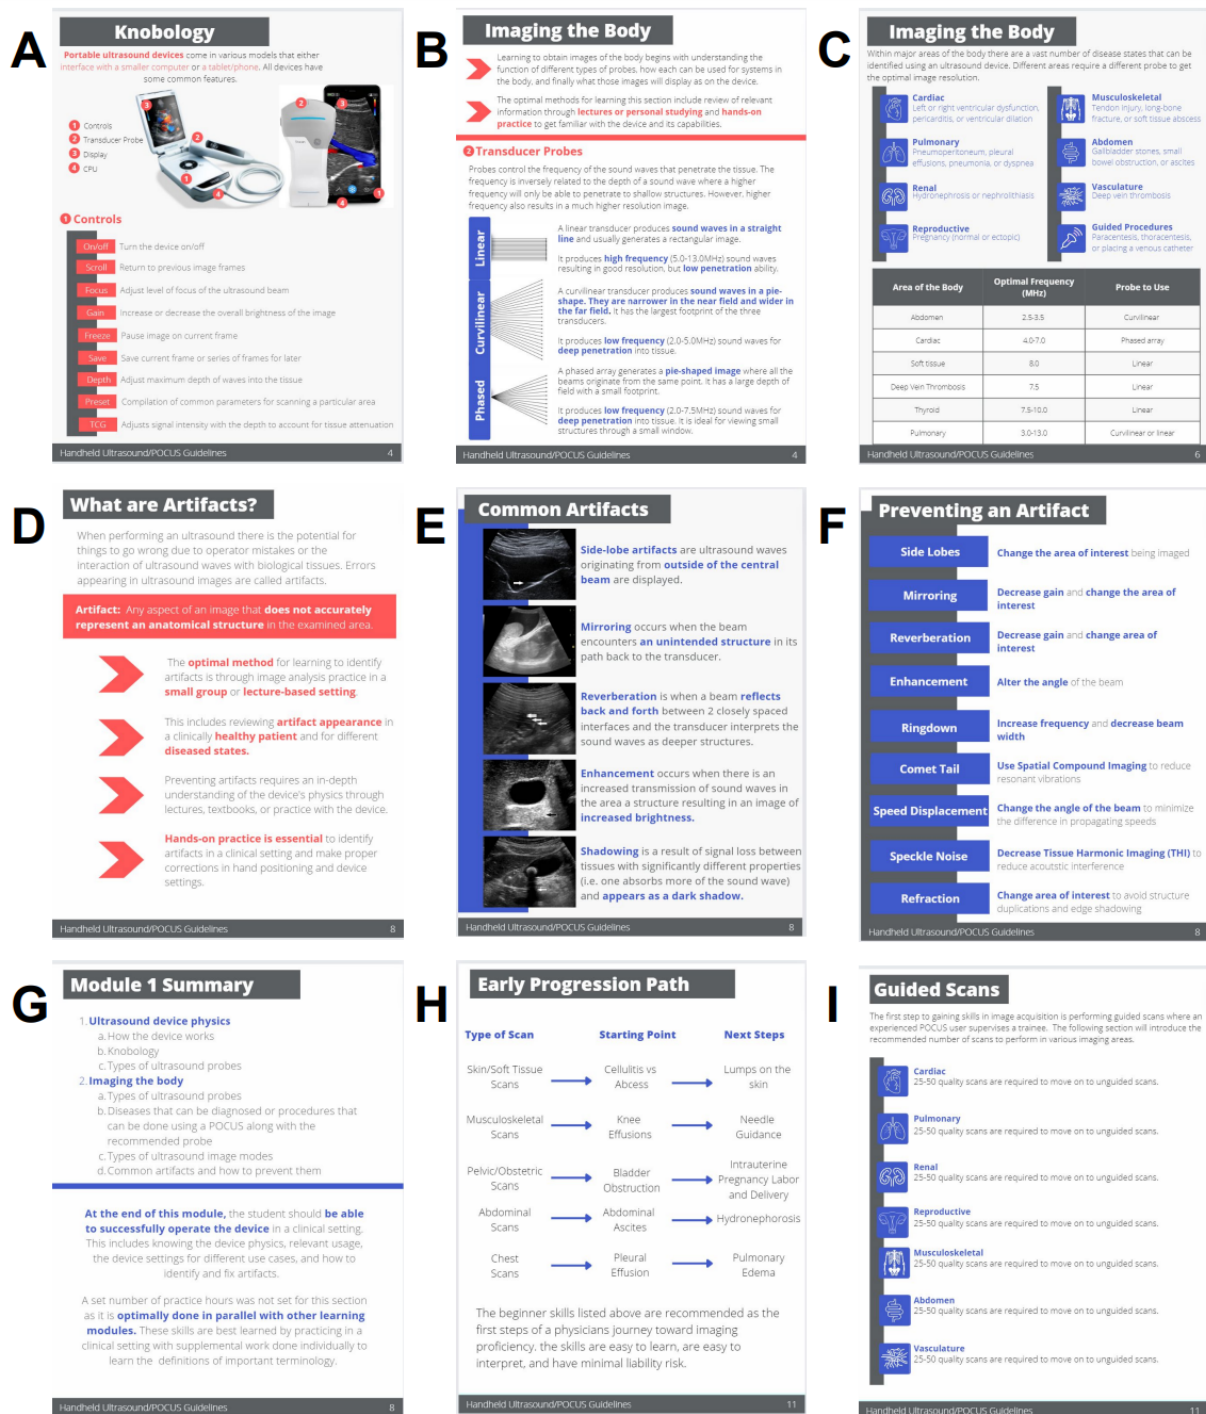 A
Knobology
Portable ultrasound devices come in various models that either
interface with a smaller computer or a tablet/phone. All devices have
some common features.
1 Controls
2 Transducer Probe
3 Display
4 CPU
1 Controls
On/off Turn the device on/off
Scroll Return to previous image frames
Focus Adjust level of focus of the ultrasound beam
Gain Increase or decrease the overall brightness of the image
Freeze Pause image on current frame
Save Save current frame or series of frames for later
Depth Adjust maximum depth of waves into the tissue
Preset Compilation of common parameters for scanning a particular area
TCG Adjusts signal intensity with the depth to account for tissue attenuation
Handheld Ultrasound/POCUS Guidelines 4
B
Imaging the Body
Learning to obtain images of the body begins with understanding the
function of different types of probes, how each can be used for systems in
the body, and finally what those images will display as on the device.
The optimal methods for learning this section include review of relevant
information through lectures or personal studying and hands-on
practice to get familiar with the device and its capabilities.
2 Transducer Probes
Probes control the frequency of the sound waves that penetrate the tissue. The
frequency is inversely related to the depth of a sound wave where a higher
frequency will only be able to penetrate to shallow structures. However, higher
frequency also results in a much higher resolution image.
Linear
A linear transducer produces sound waves in a straight
line and usually generates a rectangular image.
It produces high frequency (5.0-13.0MHz) sound waves
resulting in good resolution, but low penetration ability.
Curvilinear
A curvilinear transducer produces sound waves in a pie-
shape. They are narrower in the near field and wider in
the far field. It has the largest footprint of the three
transducers.
It produces low frequency (2.0-5.0MHz) sound waves for
deep penetration into tissue.
Phased
A phased array generates a pie-shaped image where all the
beams originate from the same point. It has a large depth of
field with a small footprint.
It produces low frequency (2.0-7.5MHz) sound waves for
deep penetration into tissue. It is ideal for viewing small
structures through a small window.
Handheld Ultrasound/POCUS Guidelines 4
C
Imaging the Body
Within major areas of the body there are a vast number of disease states that can be
identified using an ultrasound device. Different areas require a different probe to get
the optimal image resolution.
Cardiac
Left or right ventricular dysfunction,
pericarditis, or ventricular dilation
Pulmonary
Pneumoperitoneum, pleural
effusions, pneumonia, or dyspnea
Renal
Hydronephrosis or nephrolithiasis
Reproductive
Pregnancy (normal or ectopic)
Musculoskeletal
Tendon injury, long-bone
fracture, or soft tissue abscess
Abdomen
Gallbladder stones, small
bowel obstruction, or ascites
Vasculature
Deep vein thrombosis
Guided Procedures
Paracentesis, thoracentesis,
or placing a venous catheter
Area of the Body Optimal Frequency (MHz) Probe to Use
Abdomen 2.5-3.5 Curvilinear
Cardiac 4.0-7.0 Phased array
Soft tissue 8.0 Linear
Deep Vein Thrombosis 7.5 Linear
Thyroid 7.5-10.0 Linear
Pulmonary 3.0-13.0 Curvilinear or linear
Handheld Ultrasound/POCUS Guidelines 6
D
What are Artifacts?
When performing an ultrasound there is the potential for
things to go wrong due to operator mistakes or the
interaction of ultrasound waves with biological tissues. Errors
appearing in ultrasound images are called artifacts.
Artifact: Any aspect of an image that does not accurately
represent an anatomical structure in the examined area.
The optimal method for learning to identify
artifacts is through image analysis practice in a
small group or lecture-based setting.
This includes reviewing artifact appearance in
a clinically healthy patient and for different
diseased states.
Preventing artifacts requires an in-depth
understanding of the device's physics through
lectures, textbooks, or practice with the device.
Hands-on practice is essential to identify
artifacts in a clinical setting and make proper
corrections in hand positioning and device
settings.
Handheld Ultrasound/POCUS Guidelines 8
E
Common Artifacts
Side-lobe artifacts are ultrasound waves
originating from outside of the central
beam are displayed.
Mirroring occurs when the beam
encounters an unintended structure in its
path back to the transducer.
Reverberation is when a beam reflects
back and forth between 2 closely spaced
interfaces and the transducer interprets the
sound waves as deeper structures.
Enhancement occurs when there is an
increased transmission of sound waves in
the area a structure resulting in an image of
increased brightness.
Shadowing is a result of signal loss between
tissues with significantly different properties
(i.e. one absorbs more of the sound wave)
and appears as a dark shadow.
Handheld Ultrasound/POCUS Guidelines 8
F
Preventing an Artifact
Side Lobes Change the area of interest being imaged
Mirroring Decrease gain and change the area of
interest
Reverberation Decrease gain and change area of
interest
Enhancement Alter the angle of the beam
Ringdown Increase frequency and decrease beam
width
Comet Tail Use Spatial Compound Imaging to reduce
resonant vibrations
Speed Displacement Change the angle of the beam to minimize
the difference in propagating speeds
Speckle Noise Decrease Tissue Harmonic Imaging (THI) to
reduce acoutstic interference
Refraction Change area of interest to avoid structure
duplications and edge shadowing
Handheld Ultrasound/POCUS Guidelines 8
G
Module 1 Summary
1. Ultrasound device physics
a. How the device works
b. Knobology
c. Types of ultrasound probes
2. Imaging the body
a. Types of ultrasound probes
b. Diseases that can be diagnosed or procedures that
can be done using a POCUS along with the
recommended probe
c. Types of ultrasound image modes
d. Common artifacts and how to prevent them
At the end of this module, the student should be able
to successfully operate the device in a clinical setting.
This includes knowing the device physics, relevant usage,
the device settings for different use cases, and how to
identify and fix artifacts.
A set number of practice hours was not set for this section
as it is optimally done in parallel with other learning
modules. These skills are best learned by practicing in a
clinical setting with supplemental work done individually to
learn the definitions of important terminology.
Handheld Ultrasound/POCUS Guidelines 8
H
Early Progression Path
Type of Scan Starting Point Next Steps
Skin/Soft Tissue Scans Cellulitis vs Abcess Lumps on the skin
Musculoskeletal Scans Knee Effusions Needle Guidance
Pelvic/Obstetric Scans Bladder Obstruction Intrauterine Pregnancy Labor and Delivery
Abdominal Scans Abdominal Ascites Hydronephorosis
Chest Scans Pleural Effusion Pulmonary Edema
The beginner skills listed above are recommended as the
first steps of a physicians journey toward imaging
proficiency. the skills are easy to learn, are easy to
interpret, and have minimal liability risk.
Handheld Ultrasound/POCUS Guidelines 11
I
Guided Scans
The first step to gaining skills in image acquisition is performing guided scans where an
experienced POCUS user supervises a trainee. The following section will introduce the
recommended number of scans to perform in various imaging areas.
Cardiac
25-50 quality scans are required to move on to unguided scans.
Pulmonary
25-50 quality scans are required to move on to unguided scans.
Renal
25-50 quality scans are required to move on to unguided scans.
Reproductive
25-50 quality scans are required to move on to unguided scans.
Musculoskeletal
25-50 quality scans are required to move on to unguided scans.
Abdomen
25-50 quality scans are required to move on to unguided scans.
Vasculature
25-50 quality scans are required to move on to unguided scans.
Handheld Ultrasound/POCUS Guidelines 11